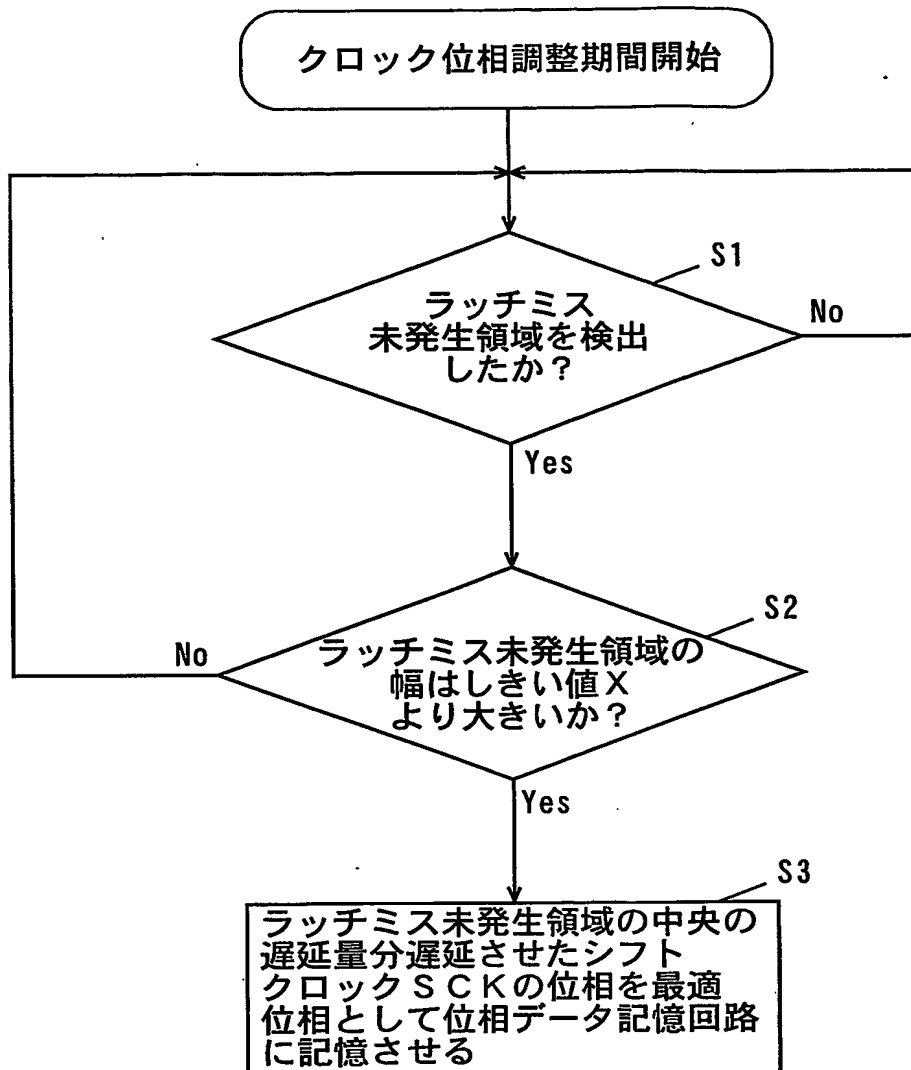 クロック位相調整期間開始
S1
ラッチミス
未発生領域を検出
したか？
No
Yes
S2
No
ラッチミス未発生領域の
幅はしきい値Ｘ
より大きいか？
Yes
S3
ラッチミス未発生領域の中央の
遅延量分遅延させたシフト
クロックＳＣＫの位相を最適
位相として位相データ記憶回路
に記憶させる